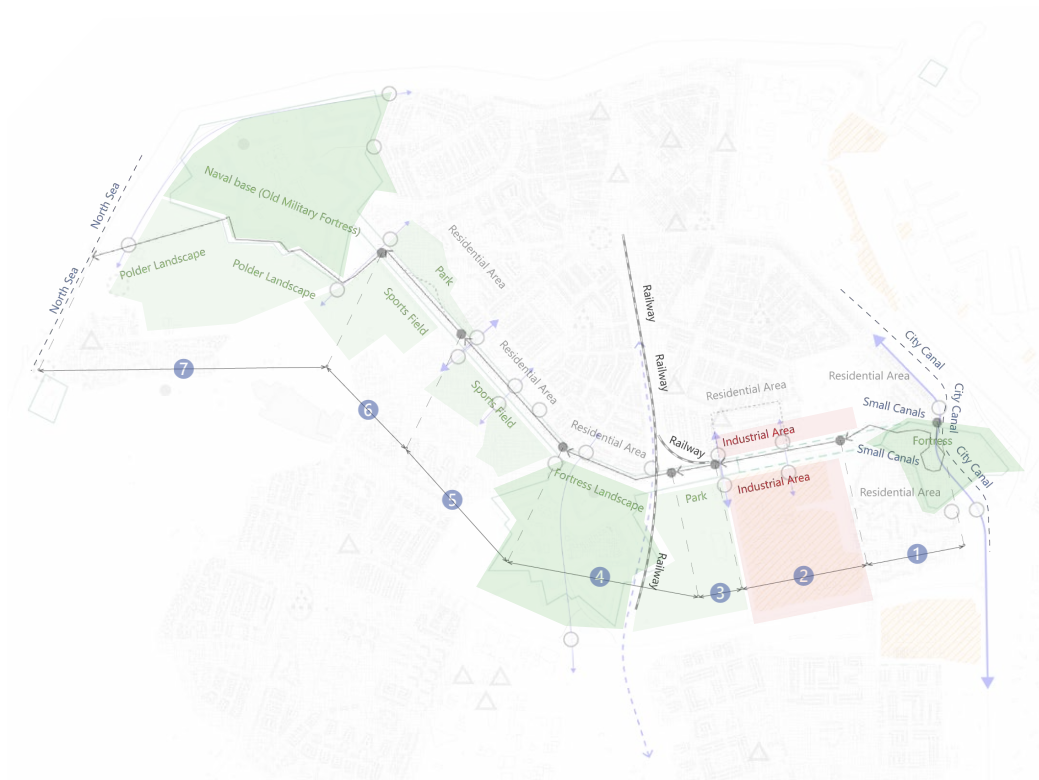 Naval base (Old Military Fortress)
North Sea
North Sea
Polder Landscape
Polder Landscape
Park
Residential Area
Sports Field
Residential Area
Sports Field
Residential Area
Fortress Landscape
Railway
Railway
Railway
Railway
Residential Area
Industrial Area
Industrial Area
Park
City Canal
City Canal
City Canal
Residential Area
Small Canals
Small Canals
Fortress
Residential Area
7
6
5
4
3
2
1